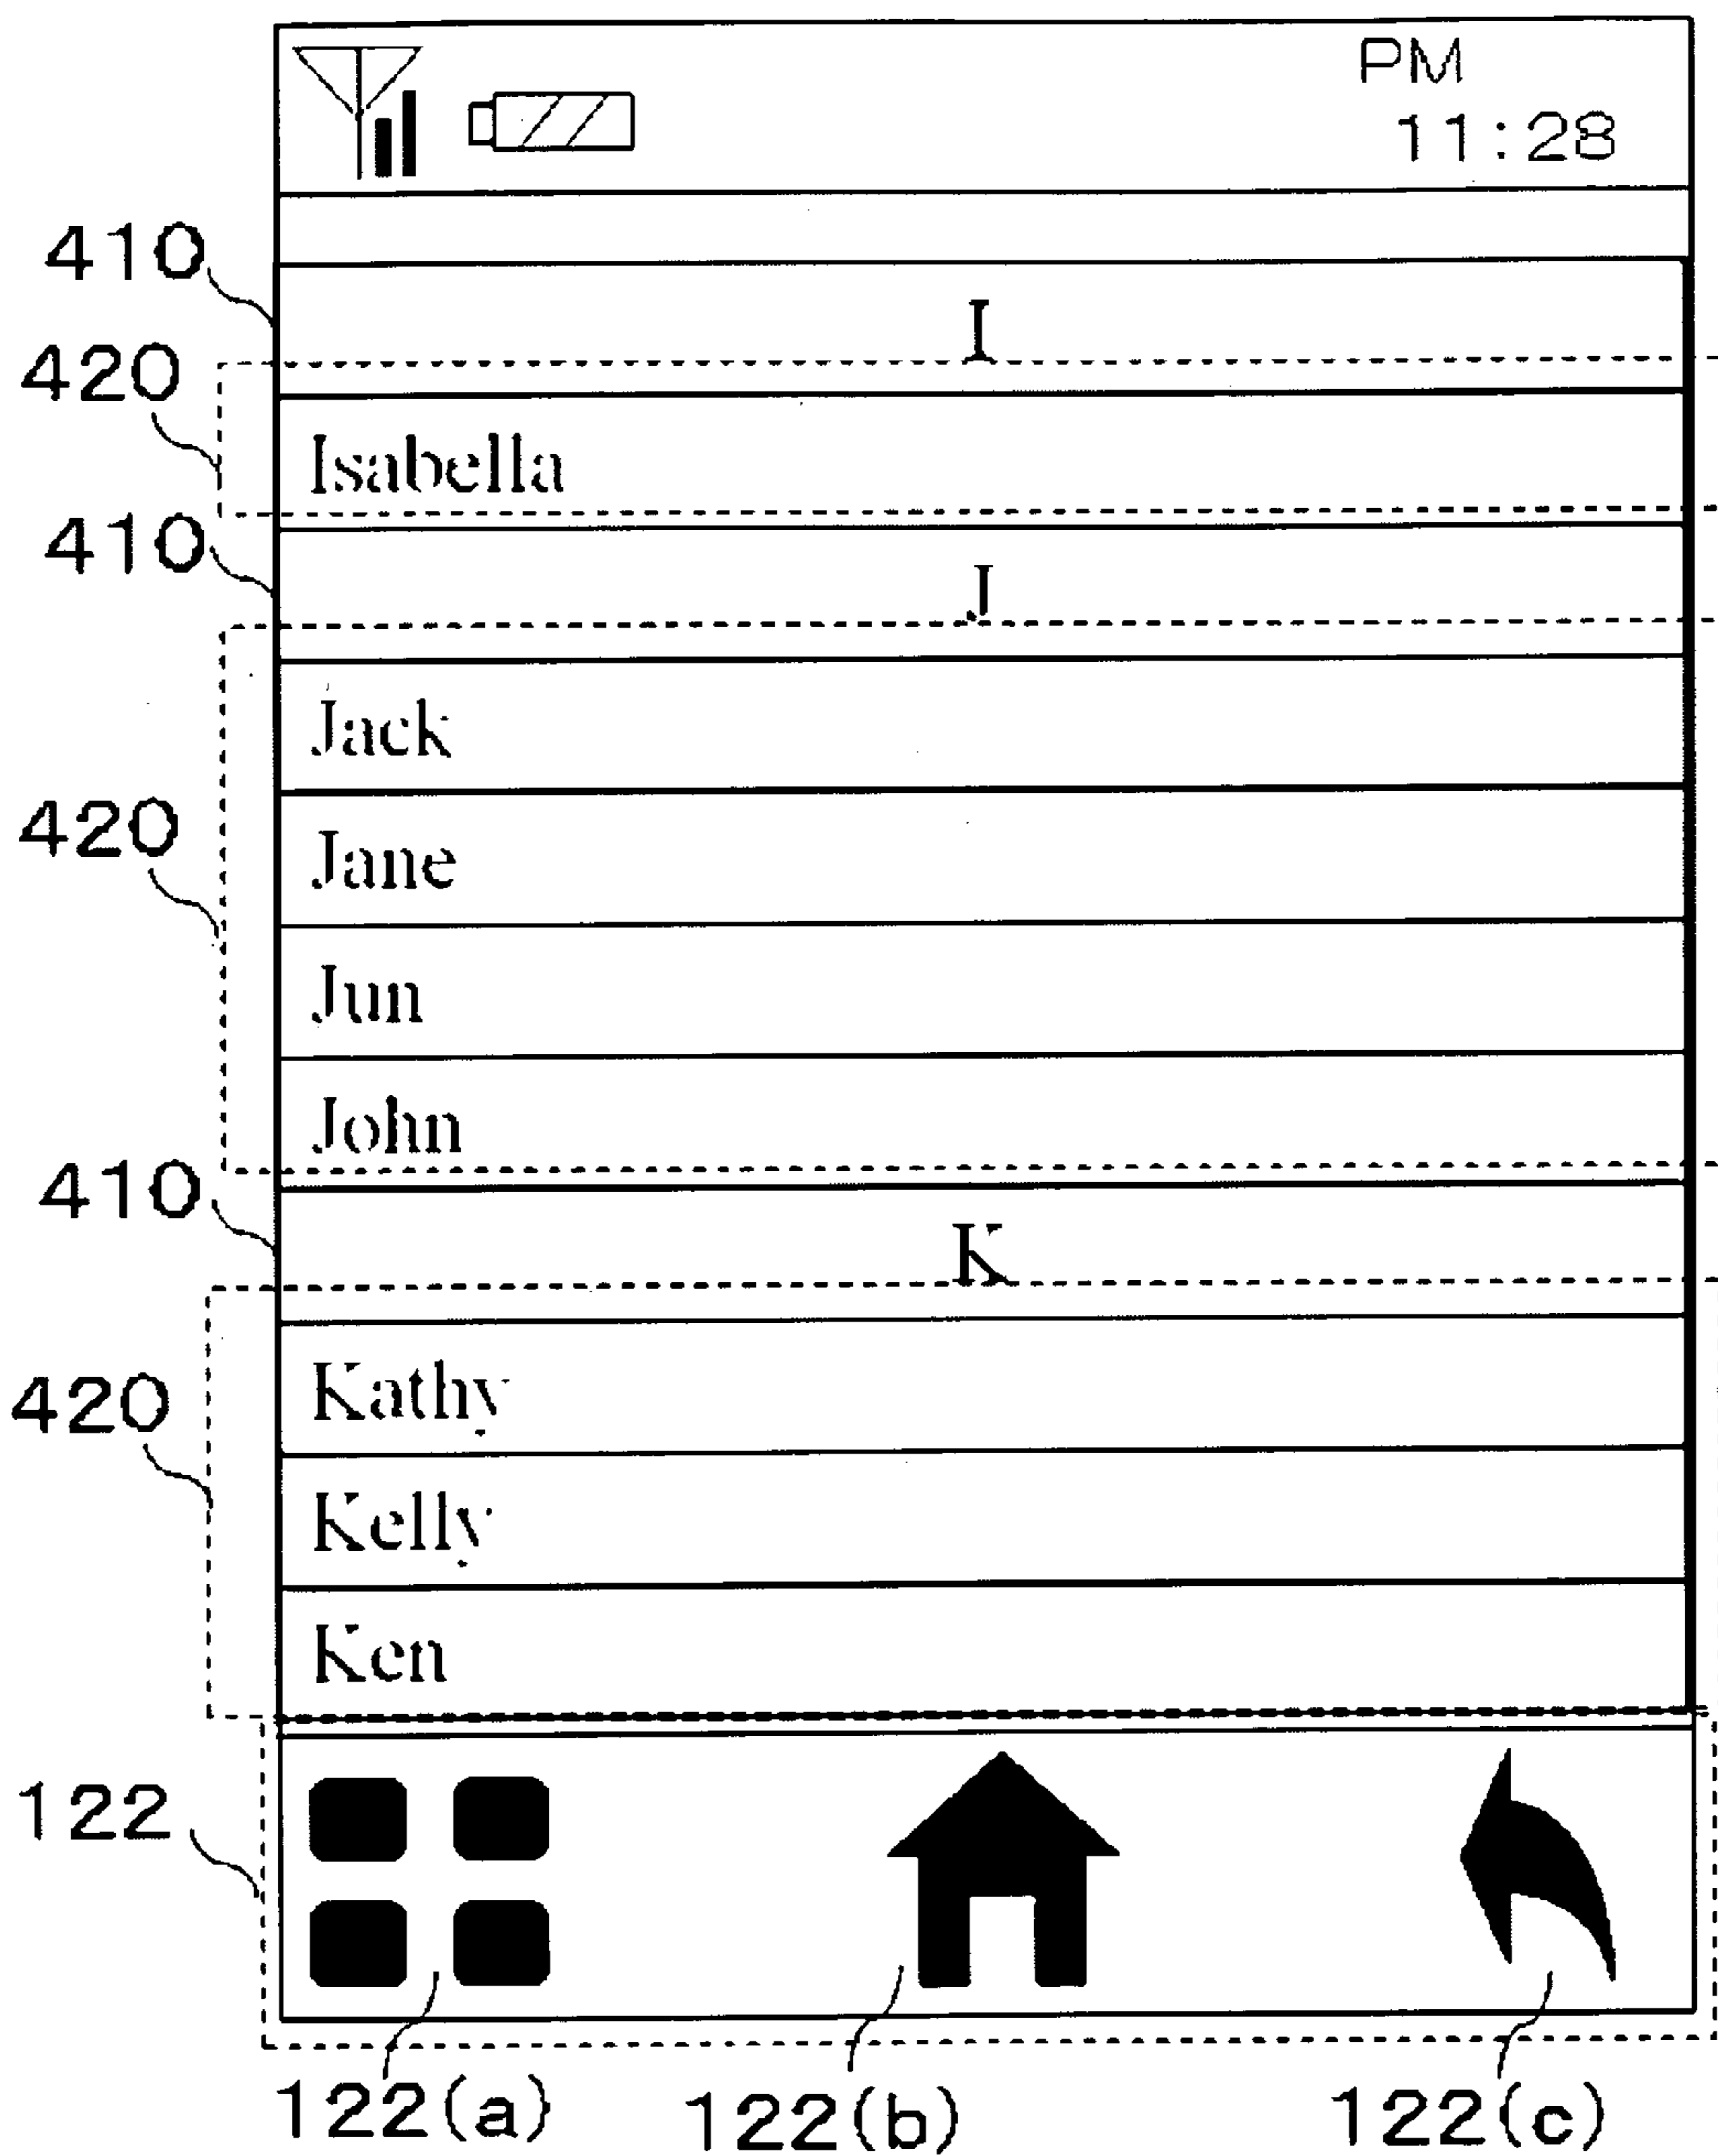 PM
11:28
410
I
420
Isabella
410
J
Jack
420
Jane
Jun
John
410
K
420
Kathy
Kelly
Ken
122
122(a) 122(b) 122(c)